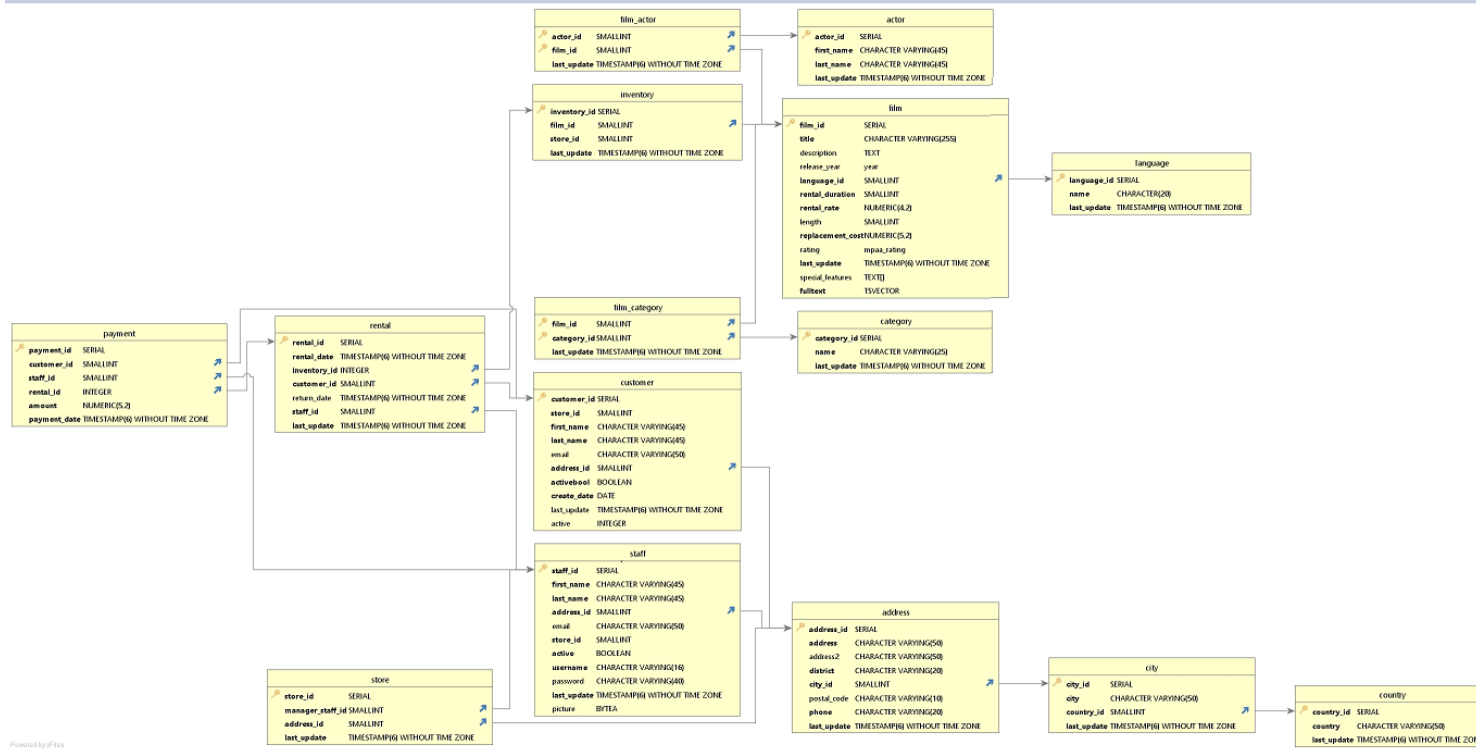 film_actor
actor_id SMALLINT
film_id SMALLINT
last_update TIMESTAMP(6) WITHOUT TIME ZONE
actor
actor_id SERIAL
first_name CHARACTER VARYING(45)
last_name CHARACTER VARYING(45)
last_update TIMESTAMP(6) WITHOUT TIME ZONE
inventory
inventory_id SERIAL
film_id SMALLINT
store_id SMALLINT
last_update TIMESTAMP(6) WITHOUT TIME ZONE
film
film_id SERIAL
title CHARACTER VARYING(255)
description TEXT
release_year year
language_id SMALLINT
rental_duration SMALLINT
rental_rate NUMERIC(4,2)
length SMALLINT
replacement_cost NUMERIC(5,2)
rating mpaa_rating
last_update TIMESTAMP(6) WITHOUT TIME ZONE
special_features TEXT[]
fulltext TSVECTOR
language
language_id SERIAL
name CHARACTER(20)
last_update TIMESTAMP(6) WITHOUT TIME ZONE
film_category
film_id SMALLINT
category_id SMALLINT
last_update TIMESTAMP(6) WITHOUT TIME ZONE
category
category_id SERIAL
name CHARACTER VARYING(25)
last_update TIMESTAMP(6) WITHOUT TIME ZONE
payment
payment_id SERIAL
customer_id SMALLINT
staff_id SMALLINT
rental_id INTEGER
amount NUMERIC(5,2)
payment_date TIMESTAMP(6) WITHOUT TIME ZONE
rental
rental_id SERIAL
rental_date TIMESTAMP(6) WITHOUT TIME ZONE
inventory_id INTEGER
customer_id SMALLINT
return_date TIMESTAMP(6) WITHOUT TIME ZONE
staff_id SMALLINT
last_update TIMESTAMP(6) WITHOUT TIME ZONE
customer
customer_id SERIAL
store_id SMALLINT
first_name CHARACTER VARYING(45)
last_name CHARACTER VARYING(45)
email CHARACTER VARYING(50)
address_id SMALLINT
activebool BOOLEAN
create_date DATE
last_update TIMESTAMP(6) WITHOUT TIME ZONE
active INTEGER
staff
staff_id SERIAL
first_name CHARACTER VARYING(45)
last_name CHARACTER VARYING(45)
address_id SMALLINT
email CHARACTER VARYING(50)
store_id SMALLINT
active BOOLEAN
username CHARACTER VARYING(16)
password CHARACTER VARYING(40)
last_update TIMESTAMP(6) WITHOUT TIME ZONE
picture BYTEA
address
address_id SERIAL
address CHARACTER VARYING(50)
address2 CHARACTER VARYING(50)
district CHARACTER VARYING(20)
city_id SMALLINT
postal_code CHARACTER VARYING(10)
phone CHARACTER VARYING(20)
last_update TIMESTAMP(6) WITHOUT TIME ZONE
store
store_id SERIAL
manager_staff_id SMALLINT
address_id SMALLINT
last_update TIMESTAMP(6) WITHOUT TIME ZONE
city
city_id SERIAL
city CHARACTER VARYING(50)
country_id SMALLINT
last_update TIMESTAMP(6) WITHOUT TIME ZONE
country
country_id SERIAL
country CHARACTER VARYING(50)
last_update TIMESTAMP(6) WITHOUT TIME ZON
Powered by yFiles